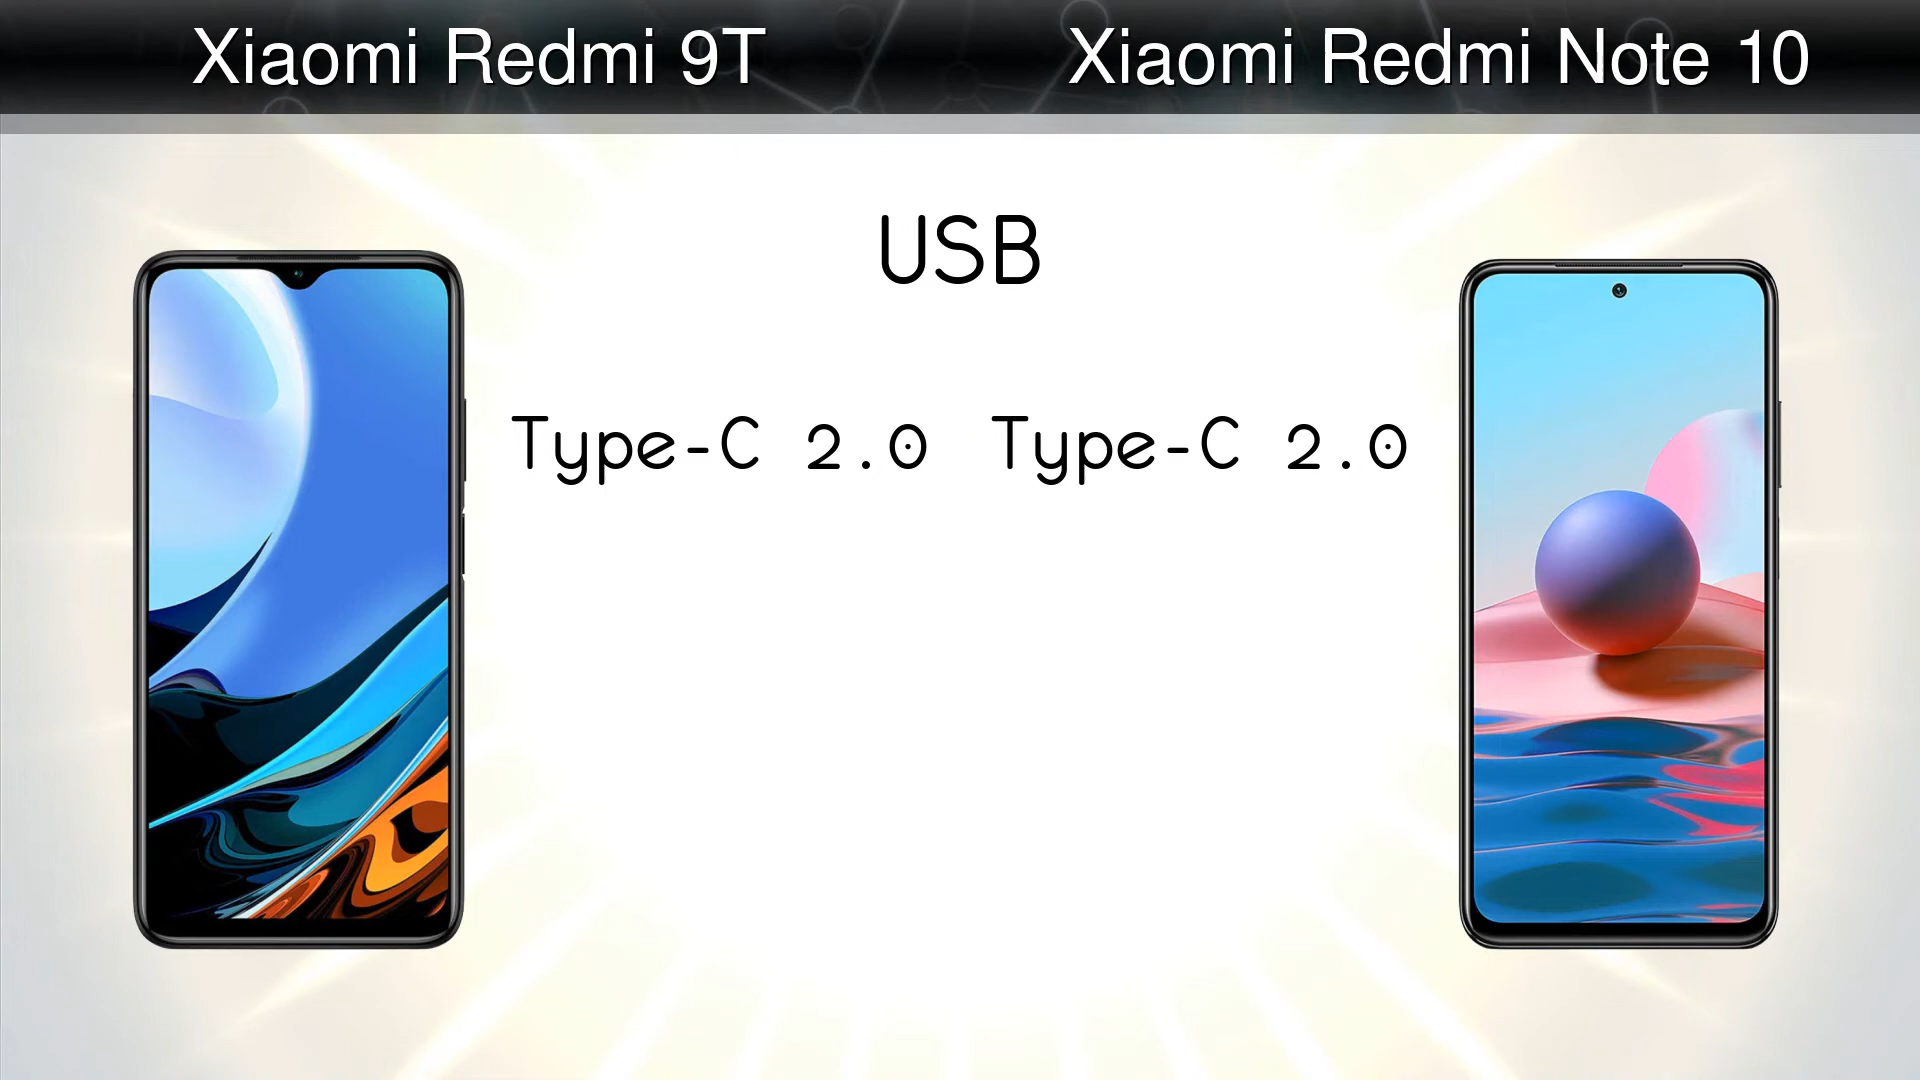 Xiaomi Redmi 9T
Xiaomi Redmi Note 10
USB
Type-C 2.0
Type-C 2.0